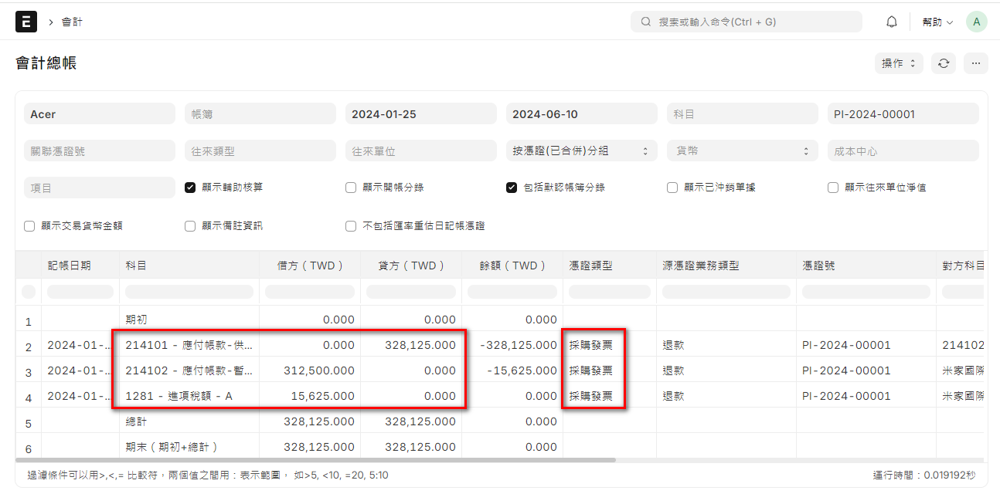 E > 會計 搜索或輸入命令(Ctrl + G) 幫助 A
會計總帳 操作 ...
Acer 帳簿 2024-01-25 2024-06-10 科目 PI-2024-00001
關聯憑證號 往來類型 往來單位 按憑證(已合併)分組 貨幣 成本中心
項目 顯示輔助核算 顯示開帳分錄 包括默認帳簿分錄 顯示已沖銷單據 顯示往來單位淨值
顯示交易貨幣金額 顯示備註資訊 不包括匯率重估日記帳憑證
記帳日期 科目 借方（TWD） 貸方（TWD） 餘額（TWD） 憑證類型 源憑證業務類型 憑證號 對方科目
1 期初 0.000 0.000 0.000
2 2024-01-... 214101 - 應付帳款-供... 0.000 328,125.000 -328,125.000 採購發票 退款 PI-2024-00001 214102
3 2024-01-... 214102 - 應付帳款-暫... 312,500.000 0.000 -15,625.000 採購發票 退款 PI-2024-00001 米家國際
4 2024-01-... 1281 - 進項稅額 - A 15,625.000 0.000 0.000 採購發票 退款 PI-2024-00001 米家國際
5 總計 328,125.000 328,125.000 0.000
6 期末（期初+總計） 328,125.000 328,125.000 0.000
過濾條件可以用>,<,= 比較符，兩個值之間用：表示範圍， 如>5, <10, =20, 5:10 運行時間：0.019192秒